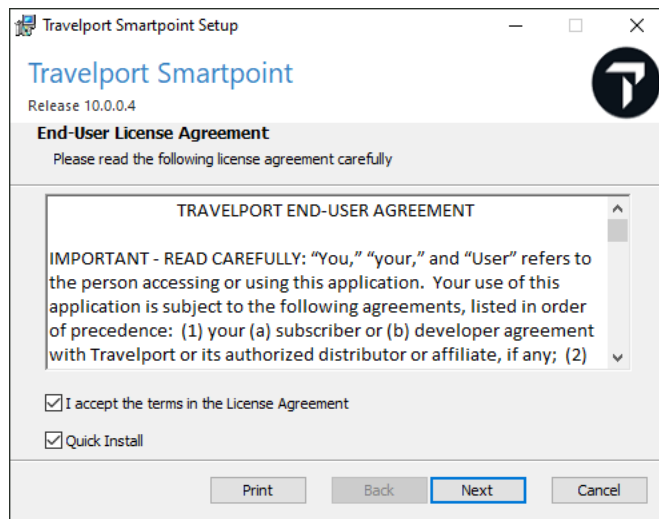 Travelport Smartpoint Setup
Travelport Smartpoint
Release 10.0.0.4
End-User License Agreement
Please read the following license agreement carefully
TRAVELPORT END-USER AGREEMENT
IMPORTANT - READ CAREFULLY: “You,” “your,” and “User” refers to
the person accessing or using this application.  Your use of this
application is subject to the following agreements, listed in order
of precedence:  (1) your (a) subscriber or (b) developer agreement
with Travelport or its authorized distributor or affiliate, if any;  (2)
I accept the terms in the License Agreement
Quick Install
Print
Back
Next
Cancel